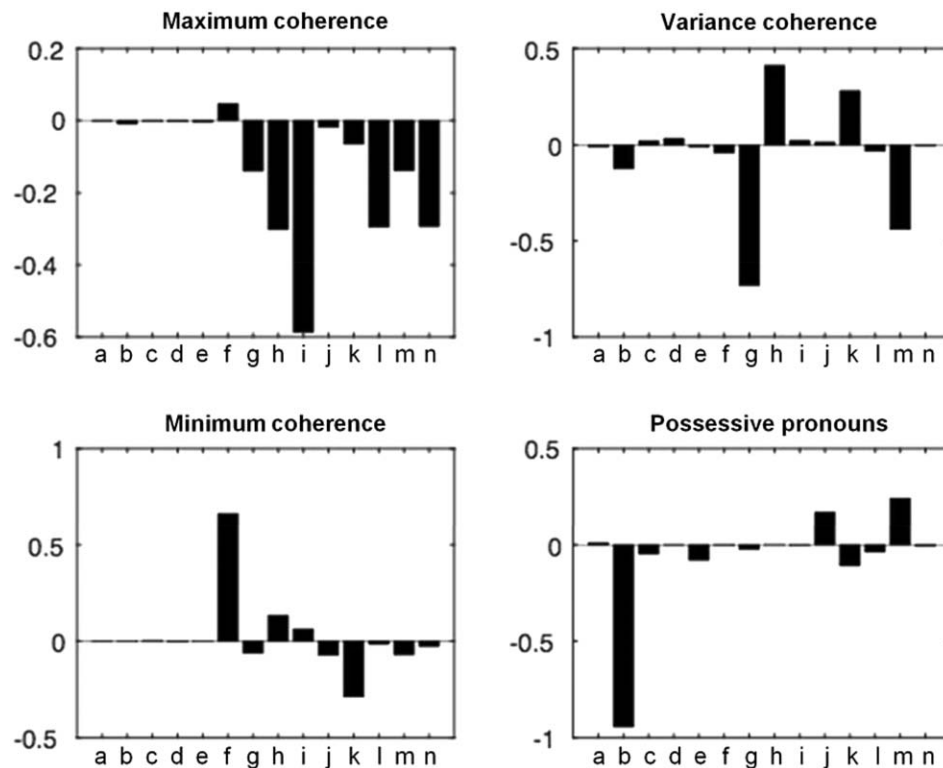 Maximum coherence
0.2
0
-0.2
-0.4
-0.6
a b c d e f g h i j k l m n
Variance coherence
0.5
0
-0.5
-1
a b c d e f g h i j k l m n
Minimum coherence
1
0.5
0
-0.5
a b c d e f g h i j k l m n
Possessive pronouns
0.5
0
-0.5
-1
a b c d e f g h i j k l m n